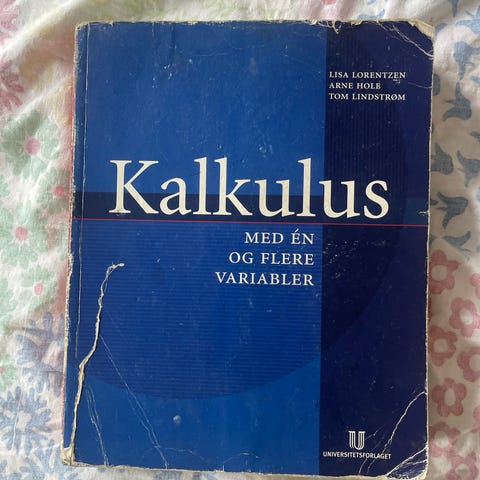 LISA LORENTZEN
ARNE HOLE
TOM LINDSTRØM
Kalkulus
MED ÉN
OG FLERE
VARIABLER
UNIVERSITETSFORLAGET